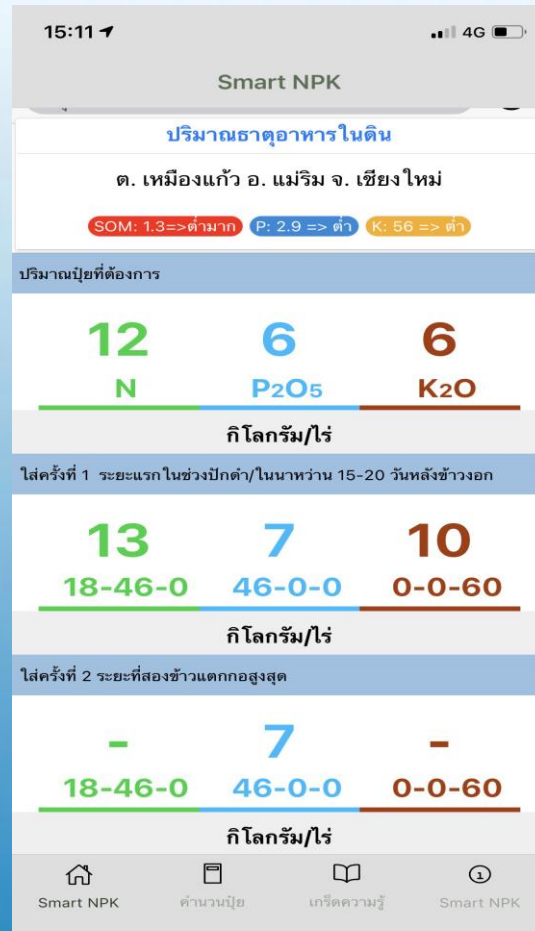 15:11 4G
Smart NPK
ปริมาณธาตุอาหารในดิน
ต. เหมืองแก้ว อ. แม่ริม จ. เชียงใหม่
SOM: 1.3=>ต่ำมาก P: 2.9 => ต่ำ K: 56 => ต่ำ
ปริมาณปุ๋ยที่ต้องการ
12 6 6
N P2O5 K2O
กิโลกรัม/ไร่
ใส่ครั้งที่ 1 ระยะแรกในช่วงปักดำ/ในนาหว่าน 15-20 วันหลังข้าวงอก
13 7 10
18-46-0 46-0-0 0-0-60
กิโลกรัม/ไร่
ใส่ครั้งที่ 2 ระยะที่สองข้าวแตกกอสูงสุด
- 7 -
18-46-0 46-0-0 0-0-60
กิโลกรัม/ไร่
Smart NPK คำนวนปุ๋ย เกร็ดความรู้ Smart NPK